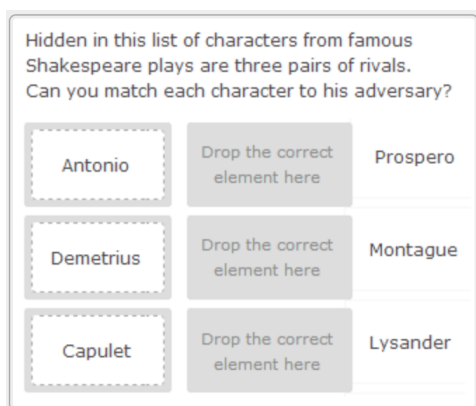 Hidden in this list of characters from famous
Shakespeare plays are three pairs of rivals.
Can you match each character to his adversary?
Antonio
Drop the correct
element here
Prospero
Demetrius
Drop the correct
element here
Montague
Capulet
Drop the correct
element here
Lysander